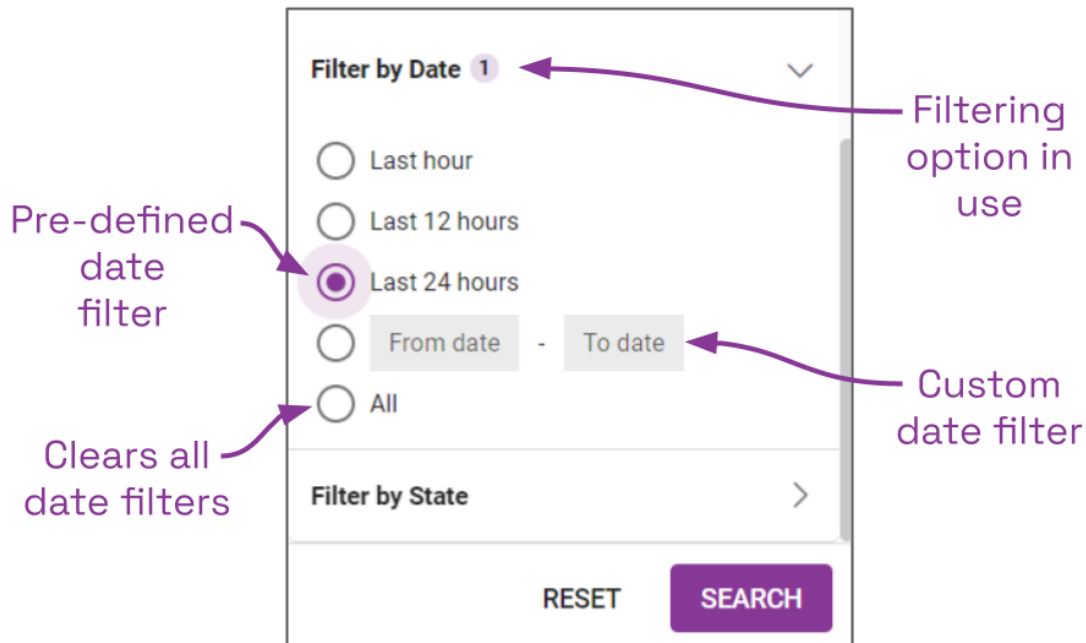 Filter by Date 1
Filtering
option in
use
Last hour
Last 12 hours
Pre-defined
date
filter
Last 24 hours
From date - To date
Custom
date filter
All
Clears all
date filters
Filter by State
RESET SEARCH